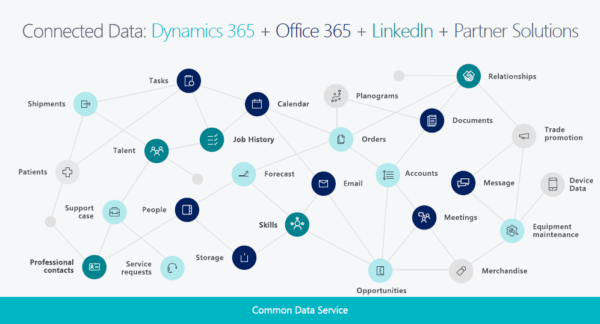 Connected Data: Dynamics 365 + Office 365 + LinkedIn + Partner Solutions
Tasks
Relationships
Shipments
Calendar
Planograms
Documents
Trade
promotion
Talent
Job History
Orders
Patients
Forecast
Email
Accounts
Message
Device
Data
Support
case
People
Skills
Meetings
Equipment
maintenance
Professional
contacts
Service
requests
Storage
Opportunities
Merchandise
Common Data Service